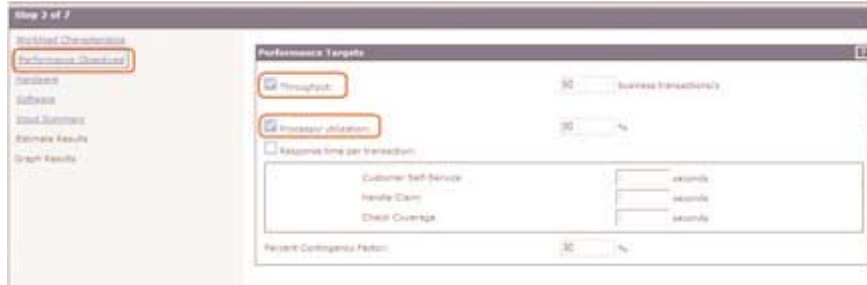 Step 2 of 7
Workload Characteristics
Performance Objectives
Hardware
Software
Input Summary
Estimate Results
Graph Results
Performance Targets
Throughput: business transactions/s
Processor utilization: %
Response time per transaction:
Customer Self-Service seconds
Handle Claim seconds
Check Coverage seconds
Percent Contingency Factor: 30 %